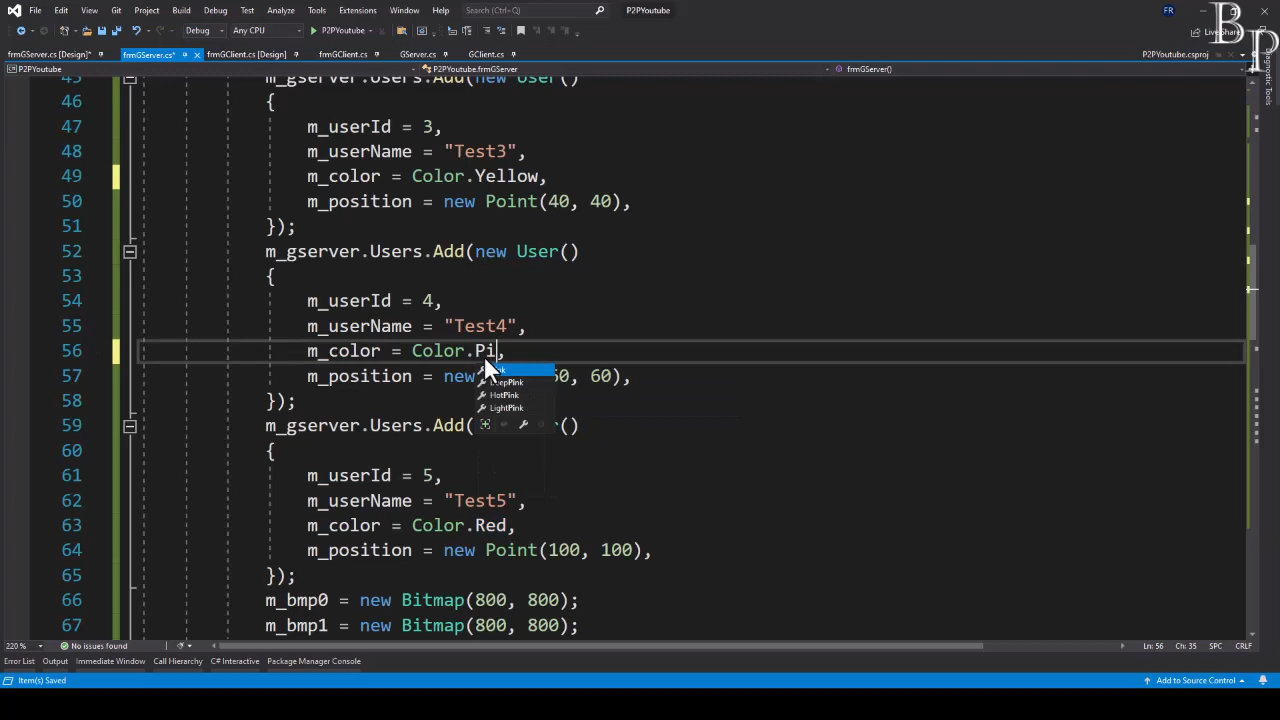 File Edit View Git Project Build Debug Test Analyze Tools Extensions Window Help Search (Ctrl+Q) P2PYoutube FR
Debug Any CPU P2PYoutube Live Share
frmGServer.cs [Design]* frmGServer.cs* frmGClient.cs [Design] frmGClient.cs GServer.cs GClient.cs P2PYoutube.csproj
P2PYoutube P2PYoutube.frmGServer frmGServer()
BP
Diagnostic Tools
45 m_gserver.Users.Add(new User()
46 {
47 m_userId = 3,
48 m_userName = "Test3",
49 m_color = Color.Yellow,
50 m_position = new Point(40, 40),
51 });
52 m_gserver.Users.Add(new User()
53 {
54 m_userId = 4,
55 m_userName = "Test4",
56 m_color = Color.Pi,
57 m_position = new 60, 60),
DeepPink
HotPink
LightPink
58 });
59 m_gserver.Users.Add( r()
60 {
61 m_userId = 5,
62 m_userName = "Test5",
63 m_color = Color.Red,
64 m_position = new Point(100, 100),
65 });
66 m_bmp0 = new Bitmap(800, 800);
67 m_bmp1 = new Bitmap(800, 800);
220 % No issues found Ln: 56 Ch: 35 SPC CRLF
Error List Output Immediate Window Call Hierarchy C# Interactive Package Manager Console
Item(s) Saved Add to Source Control